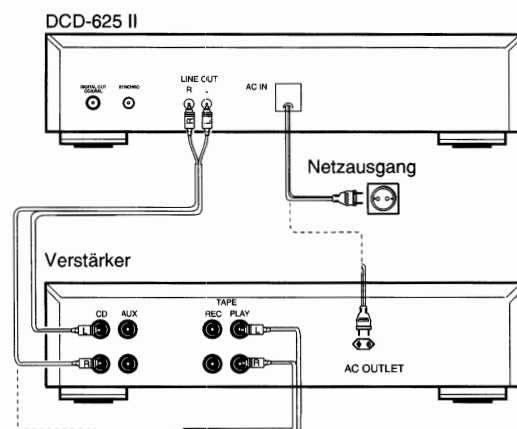 DCD-625 II
DIGITAL OUT
COAXIAL
SYNCHRO
LINE OUT
R L
AC IN
R L
Netzausgang
Verstärker
TAPE
CD AUX REC PLAY
L L
R R
AC OUTLET